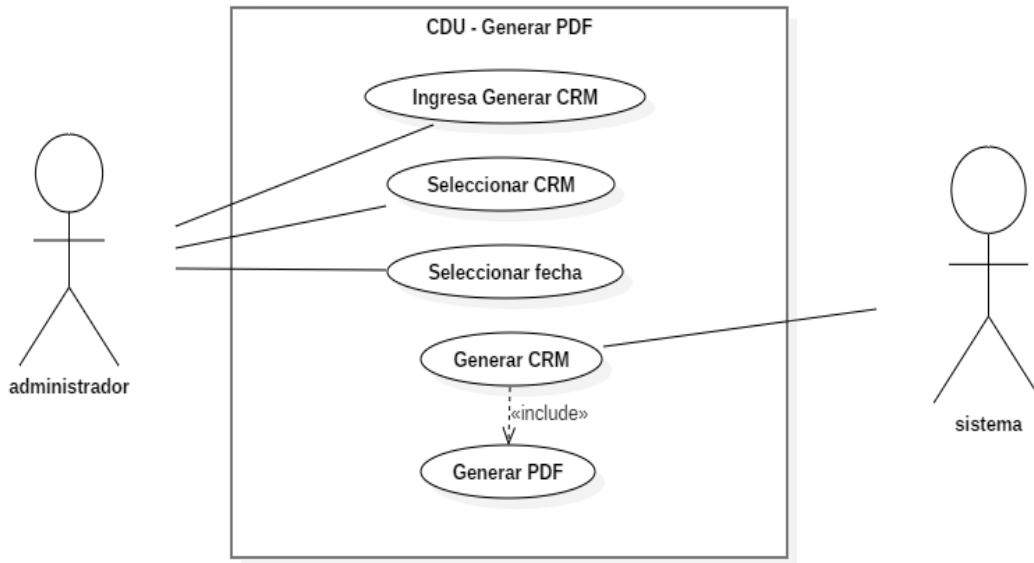 CDU - Generar PDF
Ingresa Generar CRM
Seleccionar CRM
Seleccionar fecha
Generar CRM
administrador
«include»
sistema
Generar PDF